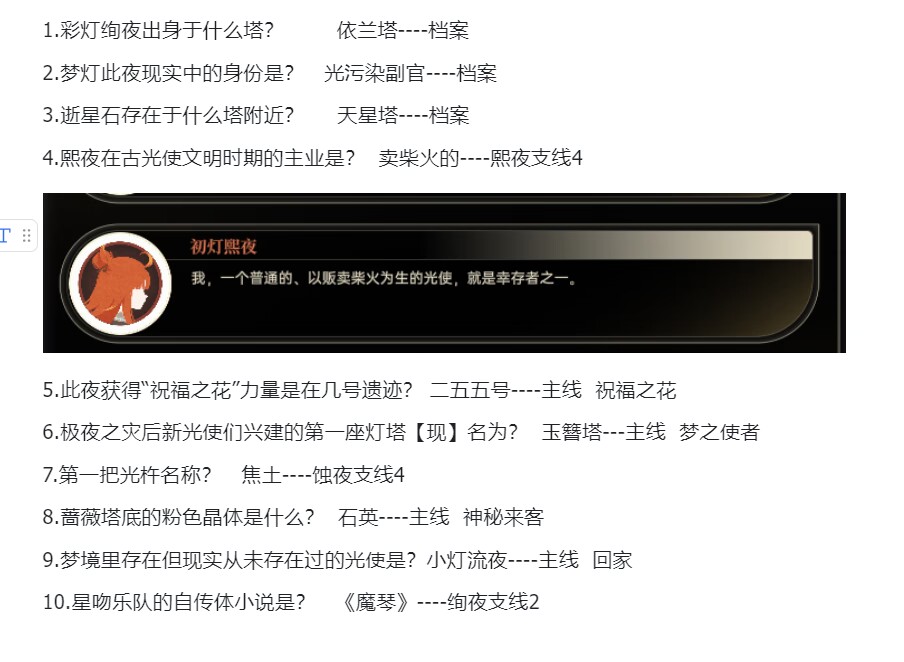 1.彩灯绚夜出身于什么塔? 依兰塔----档案
2.梦灯此夜现实中的身份是? 光污染副官----档案
3.逝星石存在于什么塔附近? 天星塔----档案
4.熙夜在古光使文明时期的主业是? 卖柴火的----熙夜支线4
T
初灯熙夜
我，一个普通的、以贩卖柴火为生的光使，就是幸存者之一。
5.此夜获得“祝福之花”力量是在几号遗迹? 二五五号----主线 祝福之花
6.极夜之灾后新光使们兴建的第一座灯塔【现】名为? 玉簪塔---主线 梦之使者
7.第一把光杵名称? 焦土----蚀夜支线4
8.蔷薇塔底的粉色晶体是什么? 石英----主线 神秘来客
9.梦境里存在但现实从未存在过的光使是? 小灯流夜----主线 回家
10.星吻乐队的自传体小说是? 《魔琴》----绚夜支线2